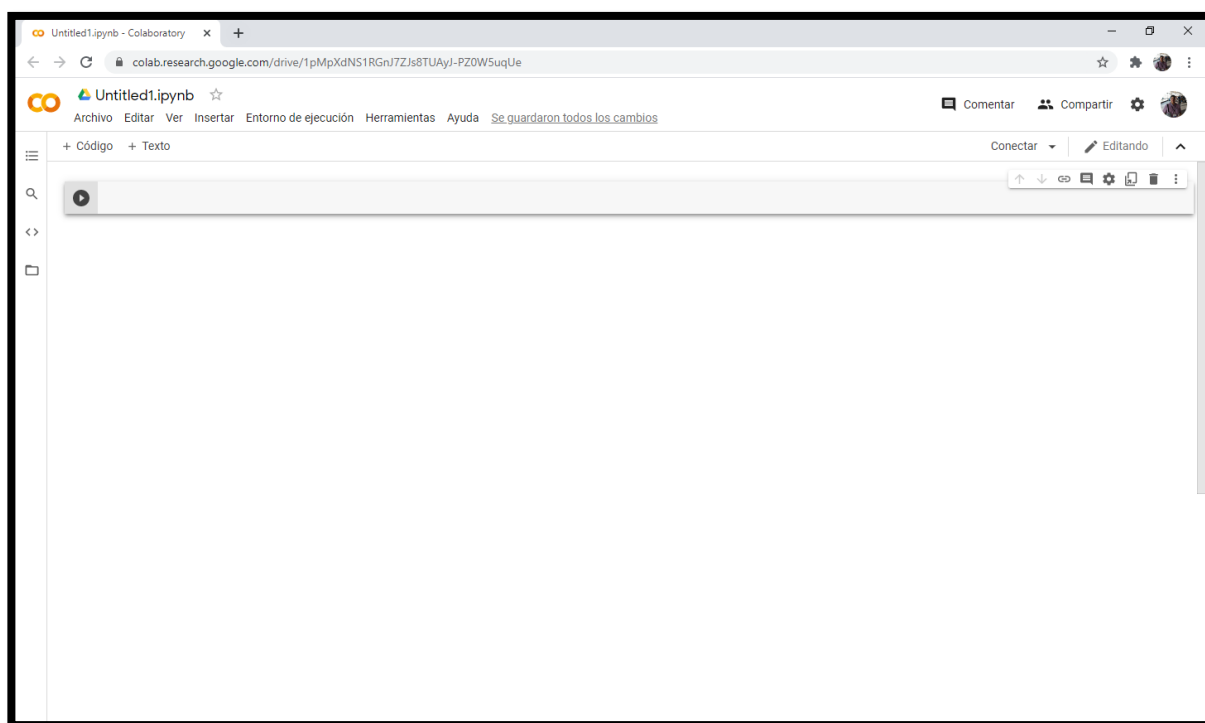 Untitled1.ipynb - Colaboratory
colab.research.google.com/drive/1pMpXdNS1RGnJ7ZJs8TUAyJ-PZ0W5uqUe
CO Untitled1.ipynb
Comentar Compartir
Archivo Editar Ver Insertar Entorno de ejecución Herramientas Ayuda Se guardaron todos los cambios
+ Código + Texto Conectar Editando